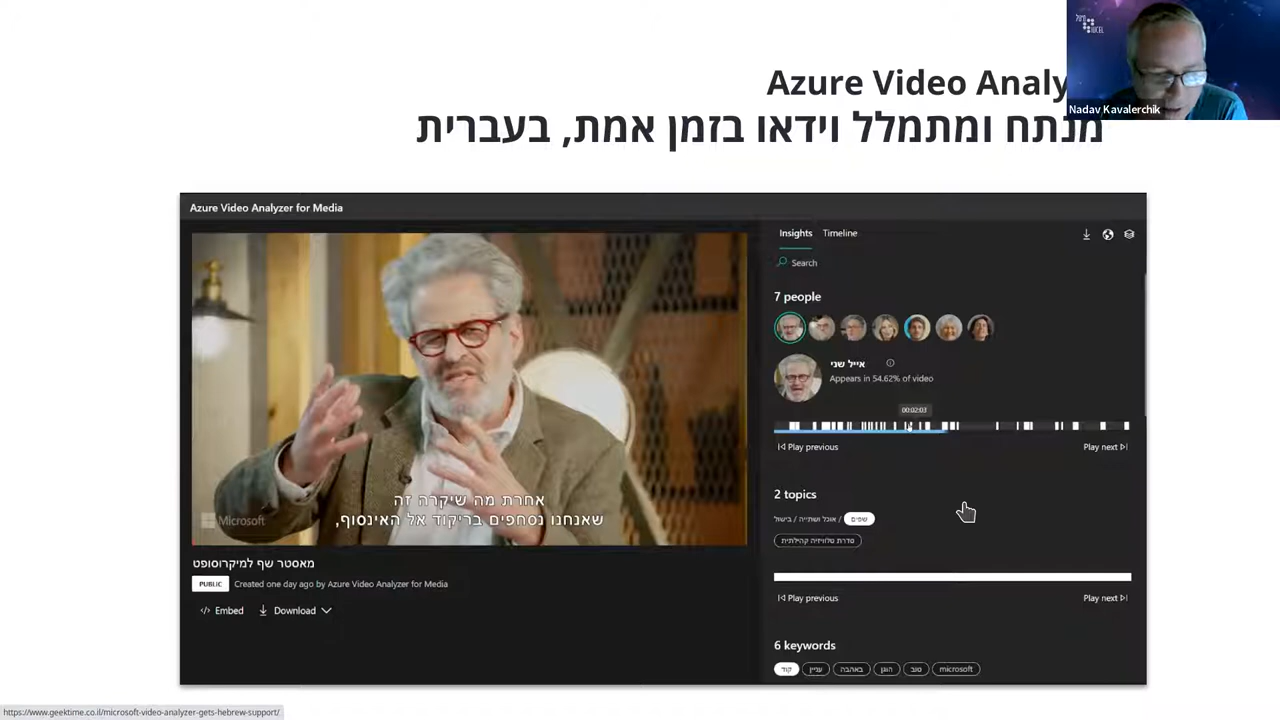 IUCEL
Nadav Kavalerchik
Azure Video Analy
מנתח ומתמלל וידאו בזמן אמת, בעברית
Azure Video Analyzer for Media
אחרת מה שיקרה זה
שאנחנו נסחפים בריקוד אל האינסוף,
Microsoft
מאסטר שף למיקרוסופט
PUBLIC Created one day ago by Azure Video Analyzer for Media
Embed Download
Insights Timeline
Search
7 people
אייל שני
Appears in 54.62% of video
00:02:03
Play previous Play next
2 topics
אוכל ושתייה / בישול / שפים
סדרת טלוויזיה קהילתית
Play previous Play next
6 keywords
קוד עניין באהבה הוגן טוב microsoft
https://www.geektime.co.il/microsoft-video-analyzer-gets-hebrew-support/